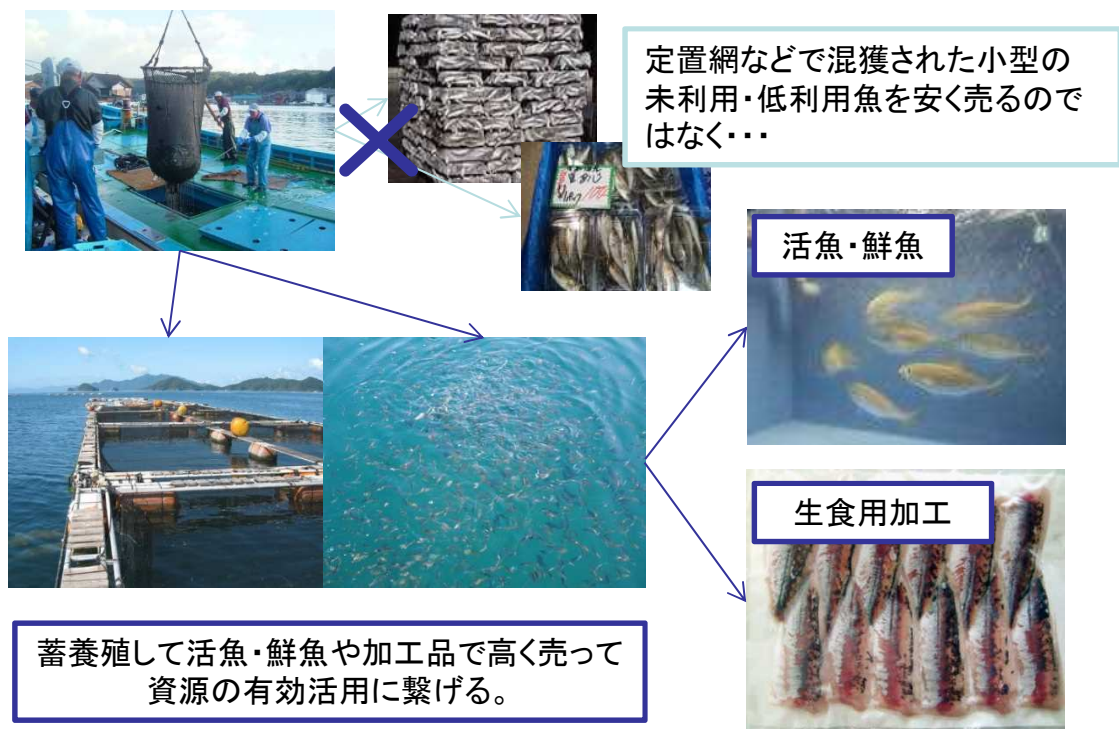 定置網などで混獲された小型の
未利用・低利用魚を安く売るので
はなく・・・
活魚・鮮魚
生食用加工
蓄養殖して活魚・鮮魚や加工品で高く売って
資源の有効活用に繋げる。